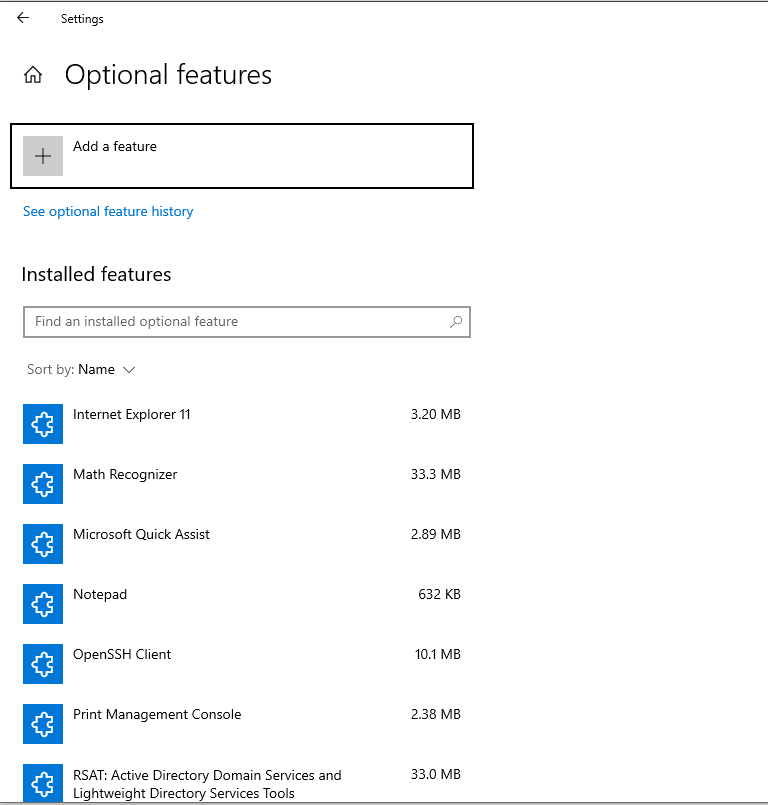 Settings
Optional features
Add a feature
See optional feature history
Installed features
Find an installed optional feature
Sort by: Name
Internet Explorer 11 3.20 MB
Math Recognizer 33.3 MB
Microsoft Quick Assist 2.89 MB
Notepad 632 KB
OpenSSH Client 10.1 MB
Print Management Console 2.38 MB
RSAT: Active Directory Domain Services and 33.0 MB
Lightweight Directory Services Tools